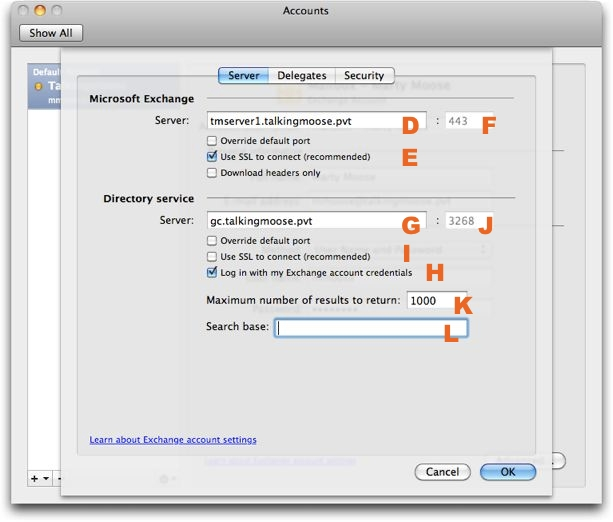 Accounts
Show All
Server Delegates Security
Microsoft Exchange
Server: tmserver1.talkingmoose.pvt D : 443 F
Override default port
Use SSL to connect (recommended) E
Download headers only
Directory service
Server: gc.talkingmoose.pvt G : 3268 J
Override default port
Use SSL to connect (recommended) I
Log in with my Exchange account credentials H
Maximum number of results to return: 1000 K
Search base: L
Learn about Exchange account settings
Cancel OK